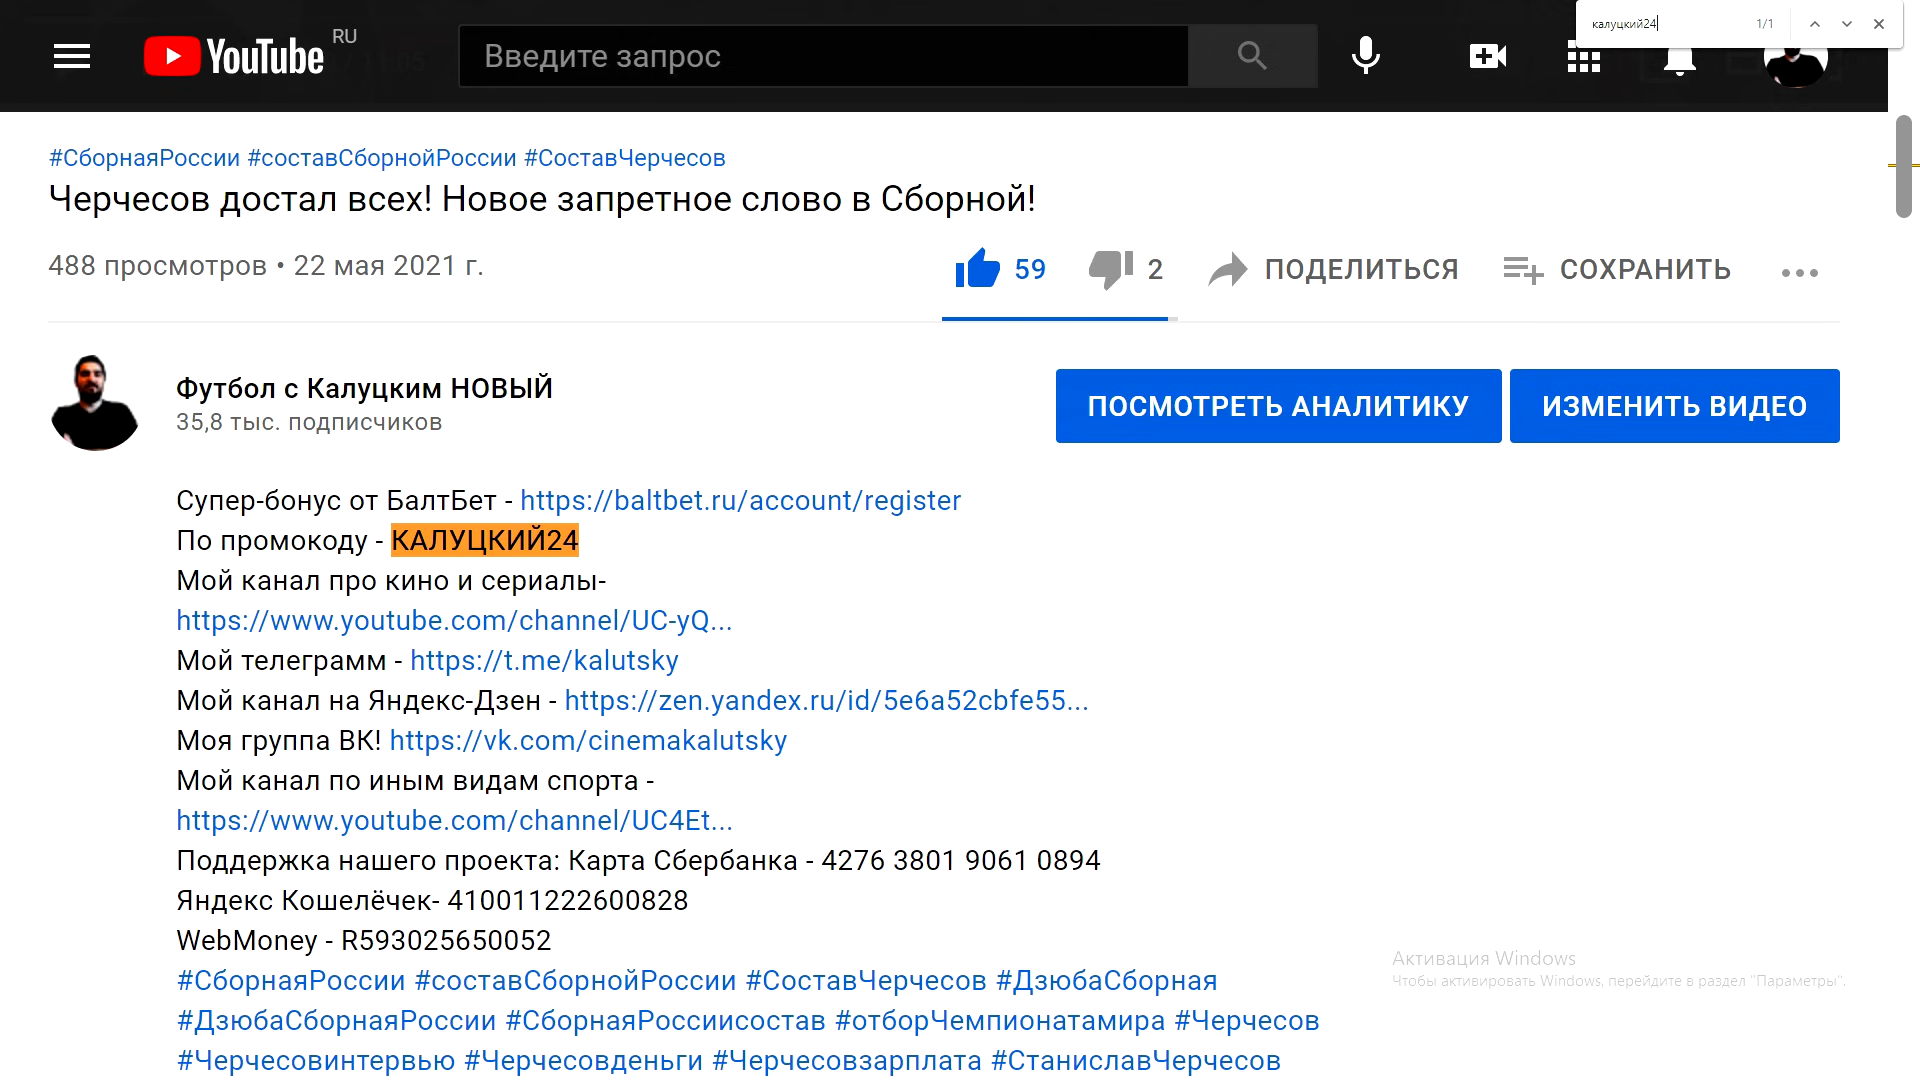 калуцкий24 1/1
YouTube RU
Введите запрос
#СборнаяРоссии #составСборнойРоссии #СоставЧерчесов
Черчесов достал всех! Новое запретное слово в Сборной!
488 просмотров • 22 мая 2021 г.
59 2 ПОДЕЛИТЬСЯ СОХРАНИТЬ
Футбол с Калуцким НОВЫЙ
35,8 тыс. подписчиков
ПОСМОТРЕТЬ АНАЛИТИКУ ИЗМЕНИТЬ ВИДЕО
Супер-бонус от БалтБет - https://baltbet.ru/account/register
По промокоду - КАЛУЦКИЙ24
Мой канал про кино и сериалы-
https://www.youtube.com/channel/UC-yQ...
Мой телеграмм - https://t.me/kalutsky
Мой канал на Яндекс-Дзен - https://zen.yandex.ru/id/5e6a52cbfe55...
Моя группа ВК! https://vk.com/cinemakalutsky
Мой канал по иным видам спорта -
https://www.youtube.com/channel/UC4Et...
Поддержка нашего проекта: Карта Сбербанка - 4276 3801 9061 0894
Яндекс Кошелёчек- 410011222600828
WebMoney - R593025650052
#СборнаяРоссии #составСборнойРоссии #СоставЧерчесов #ДзюбаСборная
#ДзюбаСборнаяРоссии #СборнаяРоссиисостав #отборЧемпионатамира #Черчесов
#Черчесовинтервью #Черчесовденьги #Черчесовзарплата #СтаниславЧерчесов
Активация Windows
Чтобы активировать Windows, перейдите в раздел "Параметры".